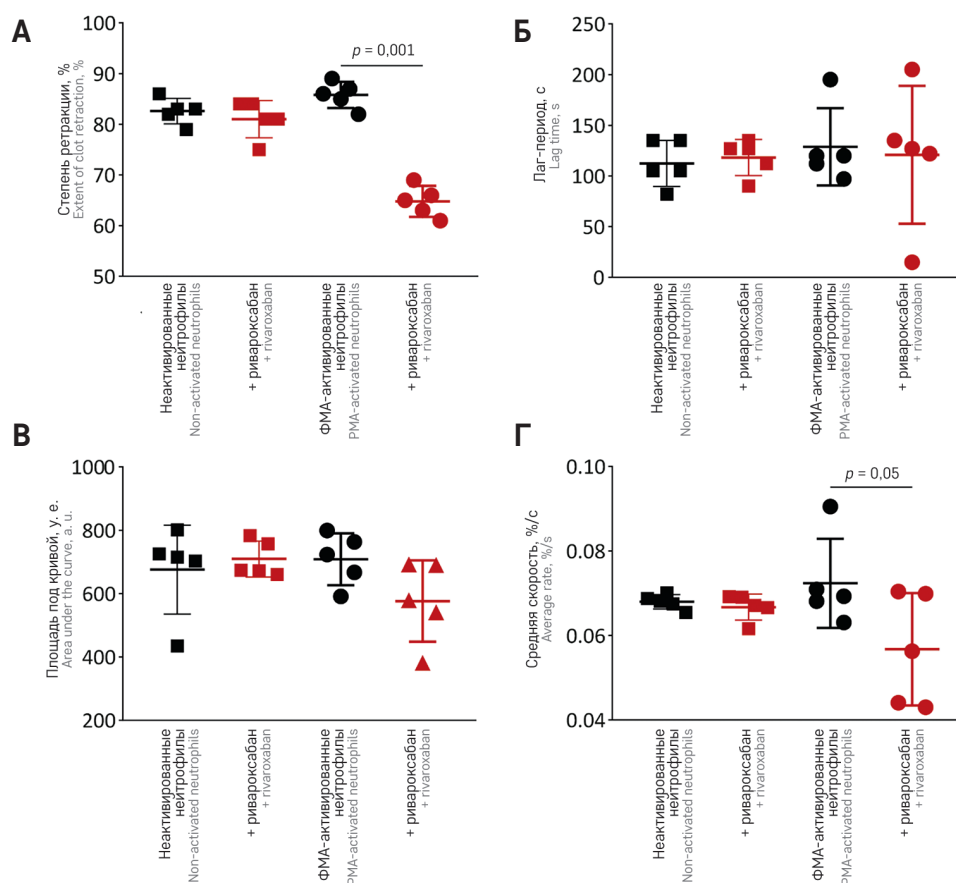 А
Степень ретракции, %
Extent of clot retraction, %
100
90
80
70
60
50
p = 0,001
Неактивированные
нейтрофилы
Non-activated neutrophils
+ ривароксабан
+ rivaroxaban
ФМА-активированные
нейтрофилы
PMA-activated neutrophils
+ ривароксабан
+ rivaroxaban
Б
Лаг-период, с
Lag time, s
250
200
150
100
50
0
Неактивированные
нейтрофилы
Non-activated neutrophils
+ ривароксабан
+ rivaroxaban
ФМА-активированные
нейтрофилы
PMA-activated neutrophils
+ ривароксабан
+ rivaroxaban
В
Площадь под кривой, у. е.
Area under the curve, a. u.
1000
800
600
400
200
Неактивированные
нейтрофилы
Non-activated neutrophils
+ ривароксабан
+ rivaroxaban
ФМА-активированные
нейтрофилы
PMA-activated neutrophils
+ ривароксабан
+ rivaroxaban
Г
Средняя скорость, %/с
Average rate, %/s
0.10
0.08
0.06
0.04
p = 0,05
Неактивированные
нейтрофилы
Non-activated neutrophils
+ ривароксабан
+ rivaroxaban
ФМА-активированные
нейтрофилы
PMA-activated neutrophils
+ ривароксабан
+ rivaroxaban